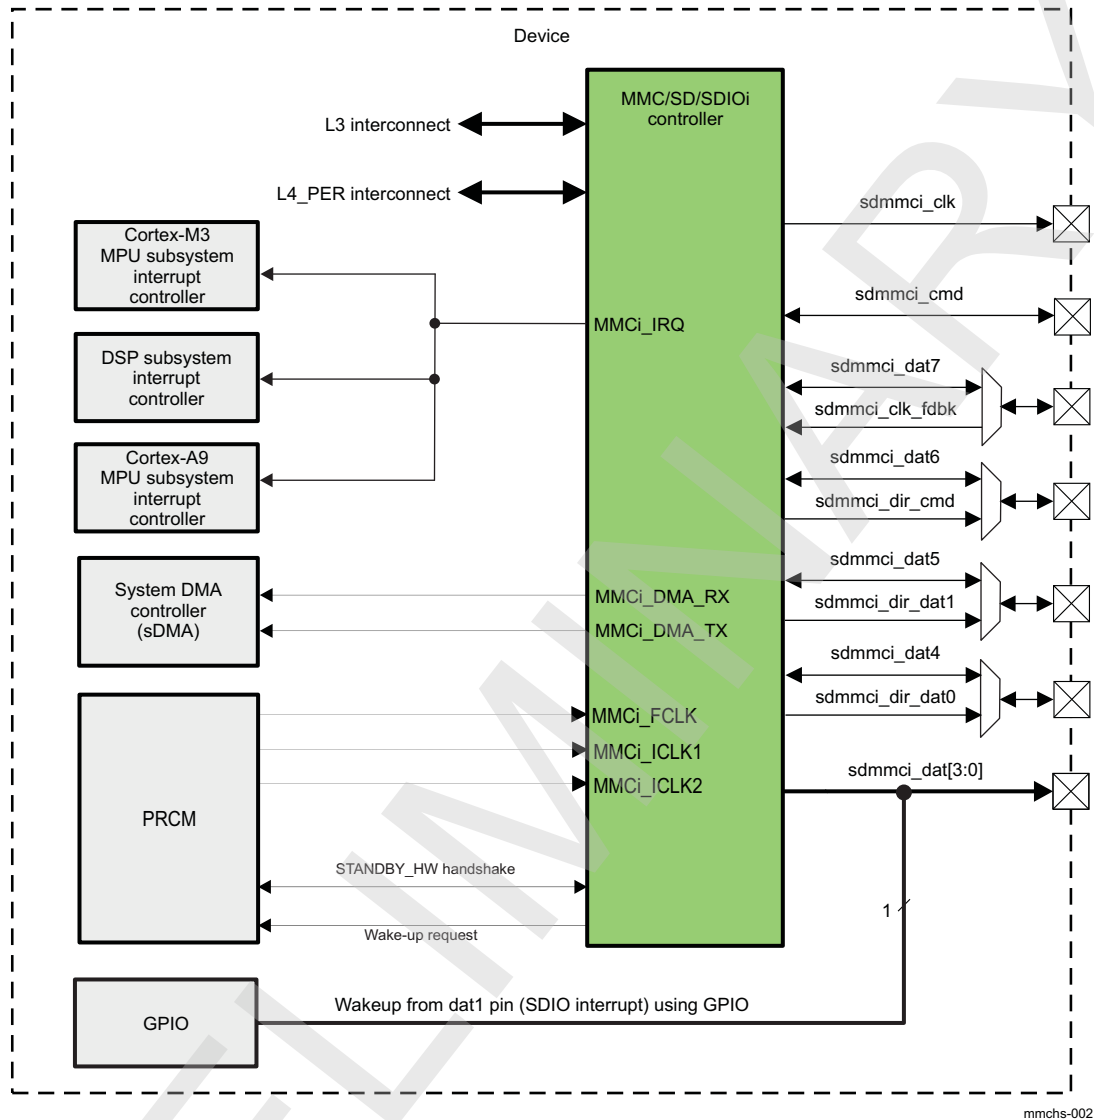 Device
MMC/SD/SDIOi
controller
L3 interconnect
L4_PER interconnect
sdmmci_clk
Cortex-M3
MPU subsystem
interrupt
controller
sdmmci_cmd
MMCi_IRQ
DSP subsystem
interrupt
controller
sdmmci_dat7
sdmmci_clk_fdbk
Cortex-A9
MPU subsystem
interrupt
controller
sdmmci_dat6
sdmmci_dir_cmd
System DMA
controller
(sDMA)
MMCi_DMA_RX
MMCi_DMA_TX
sdmmci_dat5
sdmmci_dir_dat1
sdmmci_dat4
sdmmci_dir_dat0
MMCi_FCLK
MMCi_ICLK1
MMCi_ICLK2
sdmmci_dat[3:0]
PRCM
STANDBY_HW handshake
Wake-up request
1
GPIO
Wakeup from dat1 pin (SDIO interrupt) using GPIO
mmchs-002
ELIMINARY